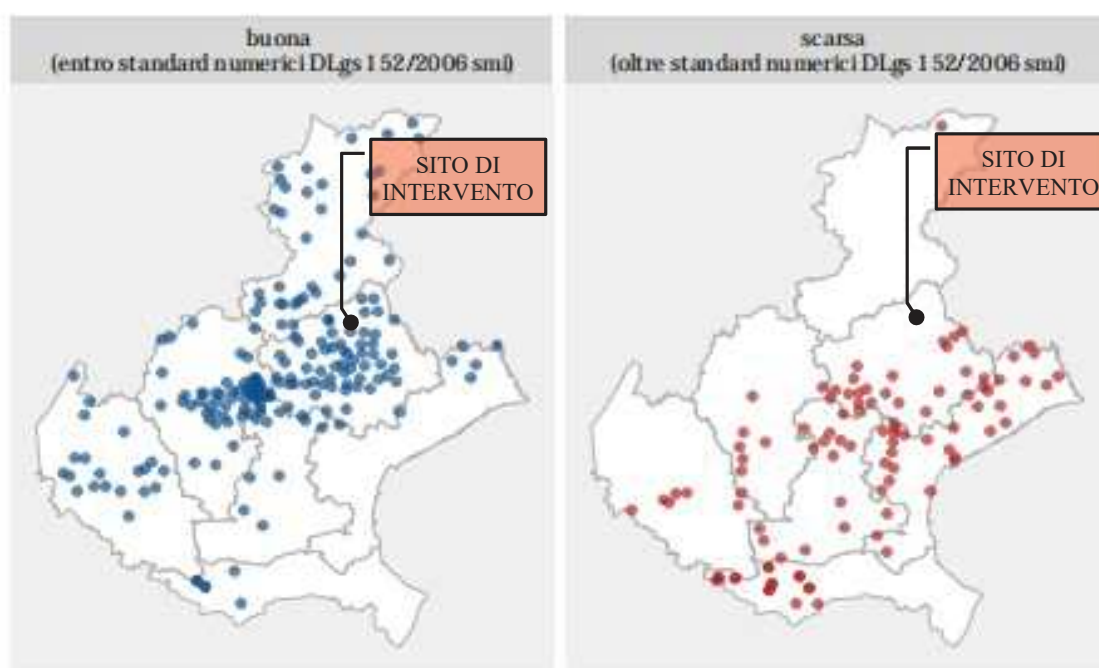 buona
(entro standard numerici DLgs 152/2006 smi)
SITO DI
INTERVENTO
scarsa
(oltre standard numerici DLgs 152/2006 smi)
SITO DI
INTERVENTO